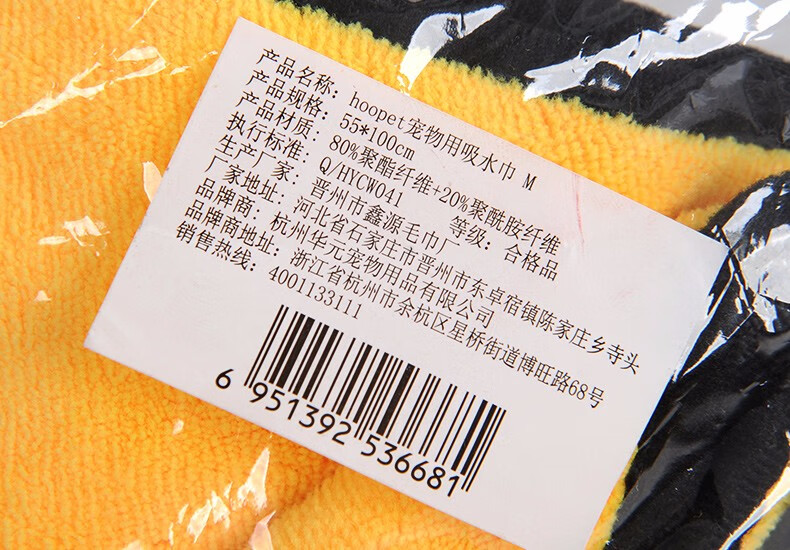 产品名称: hoopet宠物用吸水巾 M
产品规格: 55*100cm
产品材质: 80%聚酯纤维+20%聚酰胺纤维
执行标准: Q/HYCW041 等级: 合格品
生产厂家: 晋州市鑫源毛巾厂
厂家地址: 河北省石家庄市晋州市东卓宿镇陈家庄乡寺头
品牌商: 杭州华元宠物用品有限公司
品牌商地址: 浙江省杭州市余杭区星桥街道博旺路68号
销售热线: 4001133111
6 951392 536681